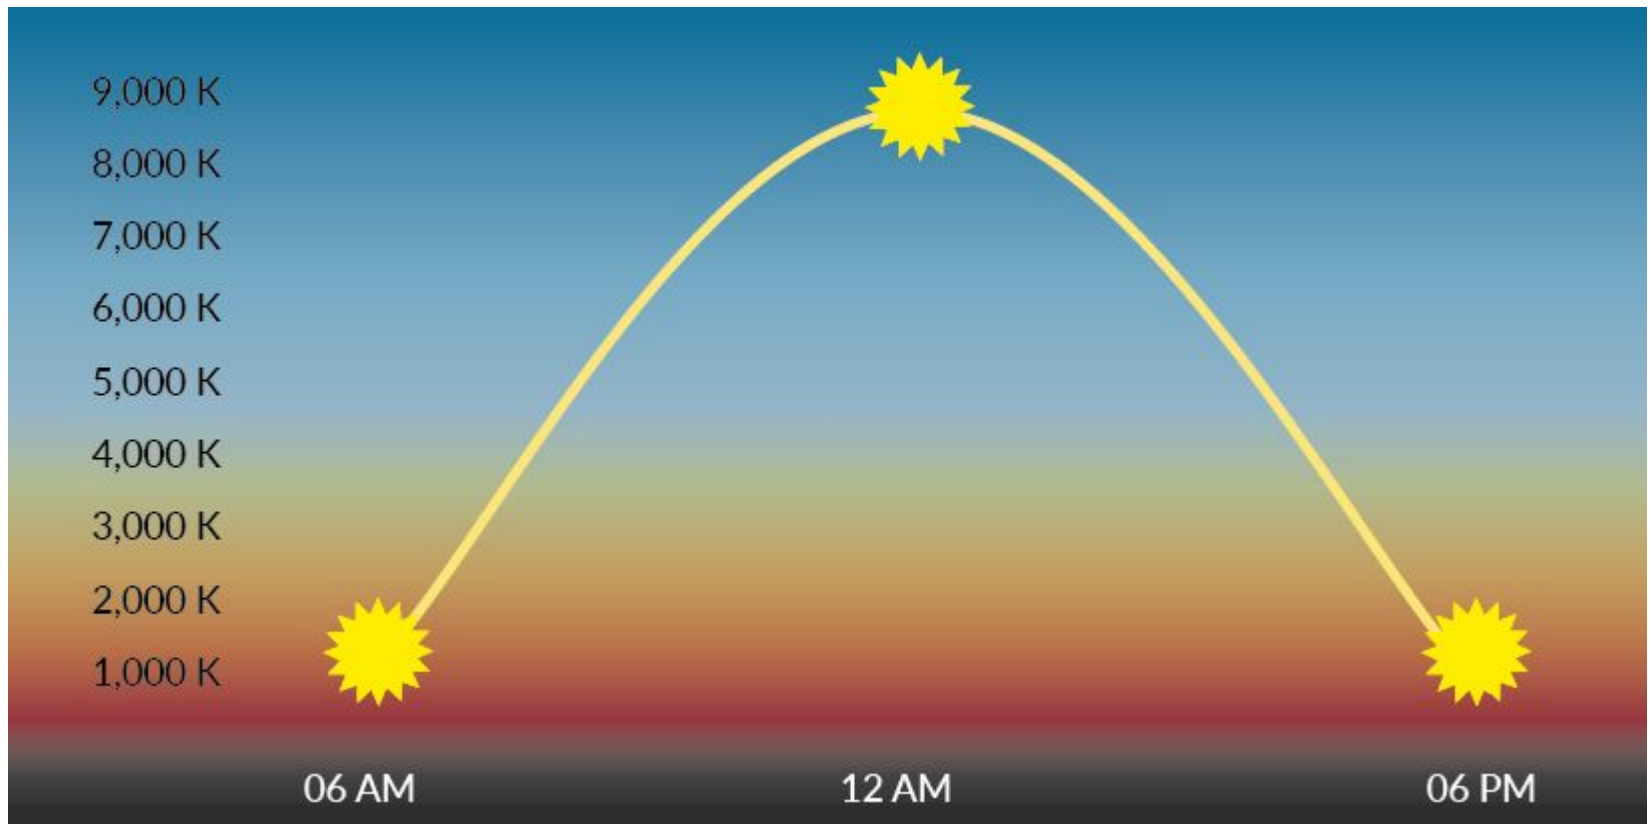 9,000 K
8,000 K
7,000 K
6,000 K
5,000 K
4,000 K
3,000 K
2,000 K
1,000 K
06 AM 12 AM 06 PM